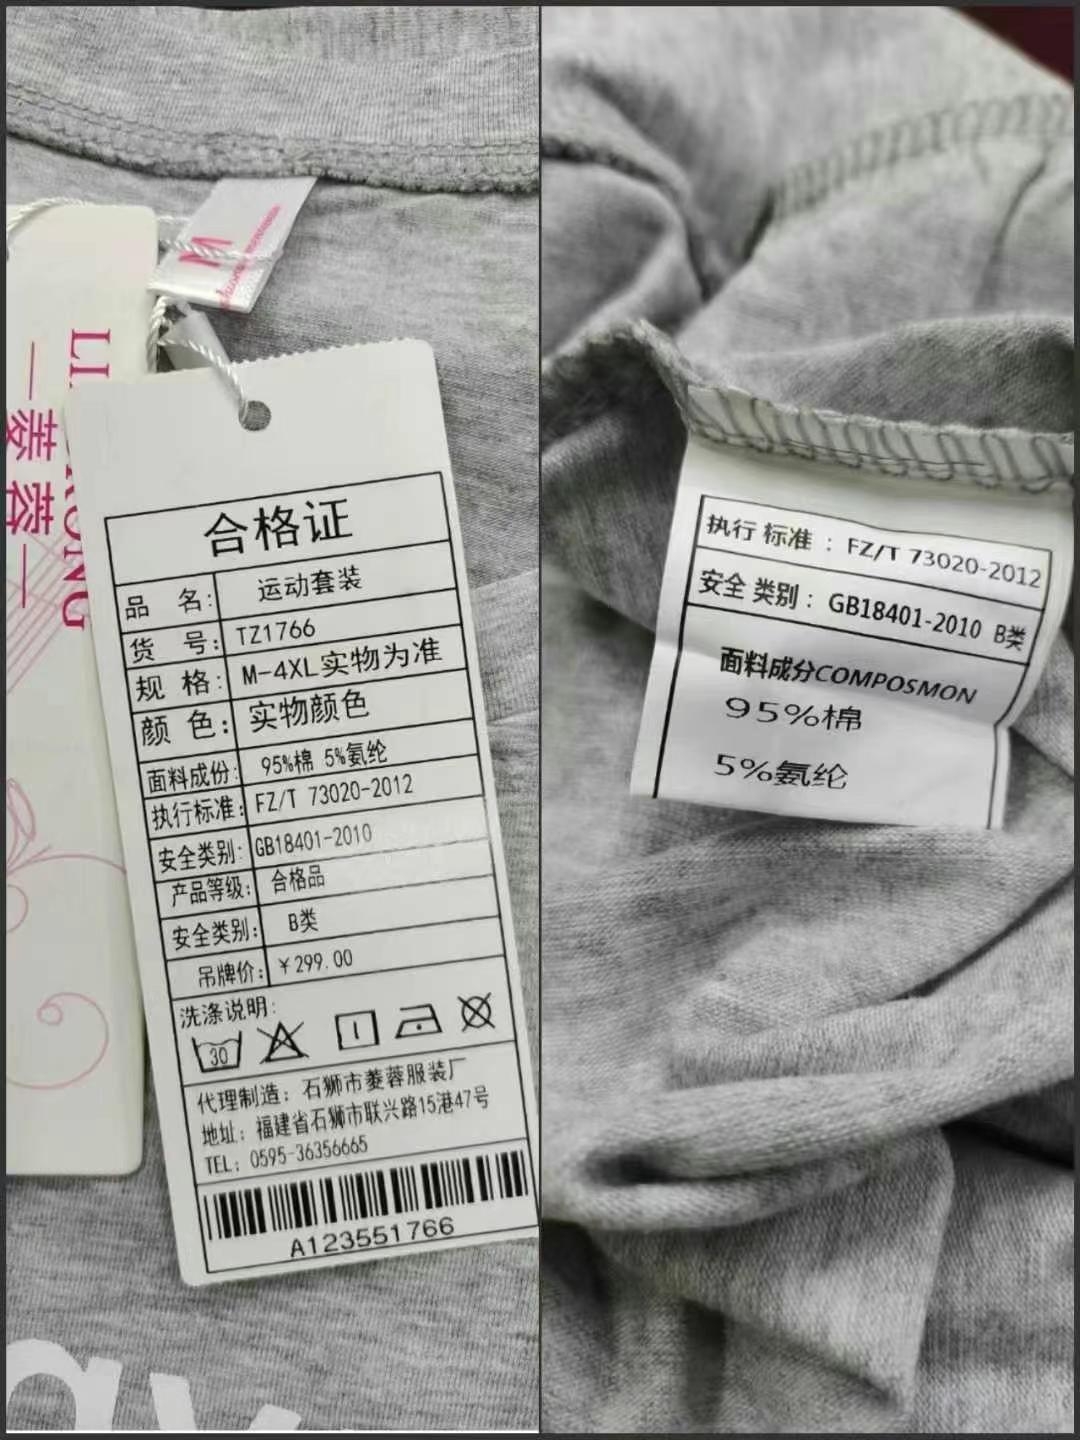 M
菱蓉
合格证
品 名: 运动套装
货 号: TZ1766
规 格: M-4XL实物为准
颜 色: 实物颜色
面料成份: 95%棉 5%氨纶
执行标准: FZ/T 73020-2012
安全类别: GB18401-2010
产品等级: 合格品
安全类别: B类
吊牌价: ¥299.00
洗涤说明:
30
代理制造: 石狮市菱蓉服装厂
地址: 福建省石狮市联兴路15港47号
TEL: 0595-36356665
A123551766
执行 标准 : FZ/T 73020-2012
安全 类别 : GB18401-2010 B类
面料成分COMPOSMON
95%棉
5%氨纶